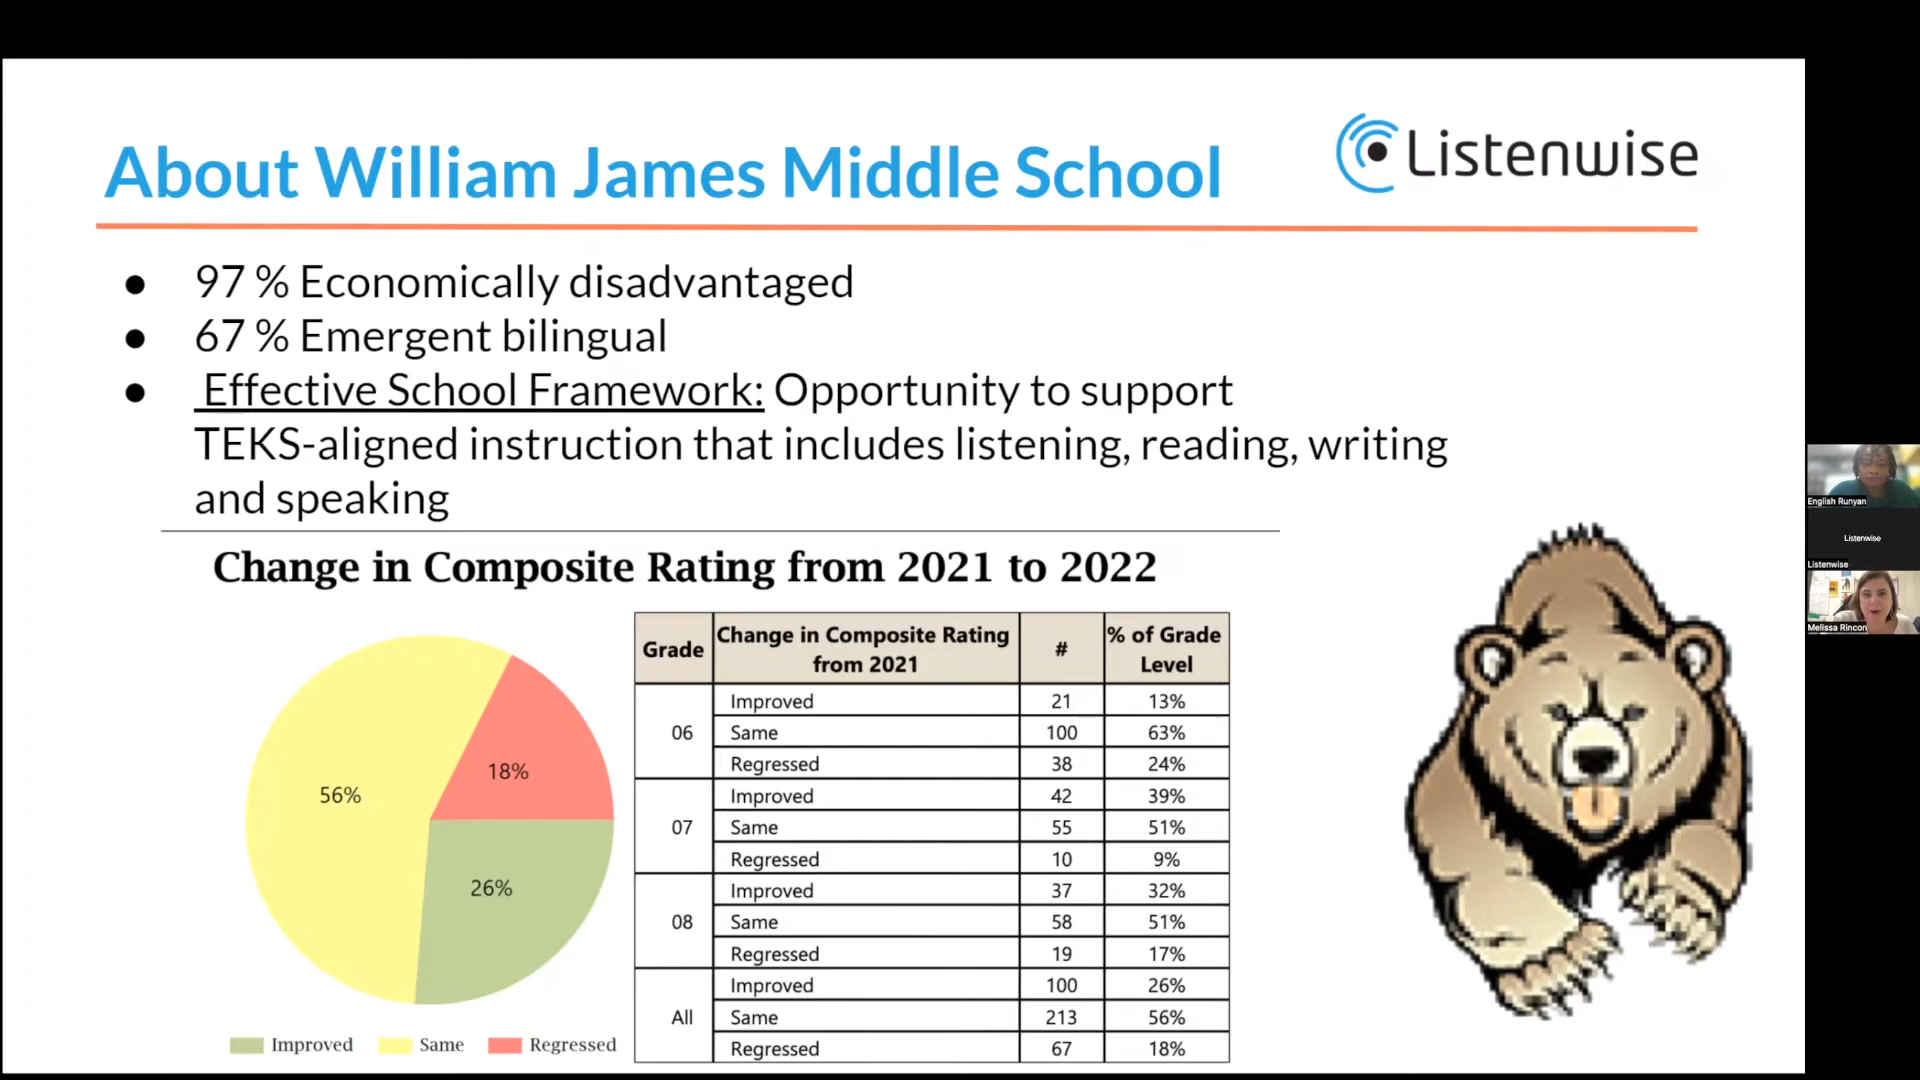 About William James Middle School
Listenwise
● 97 % Economically disadvantaged
● 67 % Emergent bilingual
● Effective School Framework: Opportunity to support
TEKS-aligned instruction that includes listening, reading, writing
and speaking
Change in Composite Rating from 2021 to 2022
56%
18%
26%
Improved Same Regressed
Grade Change in Composite Rating from 2021 # % of Grade Level
06 Improved 21 13%
Same 100 63%
Regressed 38 24%
07 Improved 42 39%
Same 55 51%
Regressed 10 9%
08 Improved 37 32%
Same 58 51%
Regressed 19 17%
All Improved 100 26%
Same 213 56%
Regressed 67 18%
English Runyan
Listenwise
Listenwise
Melissa Rincon